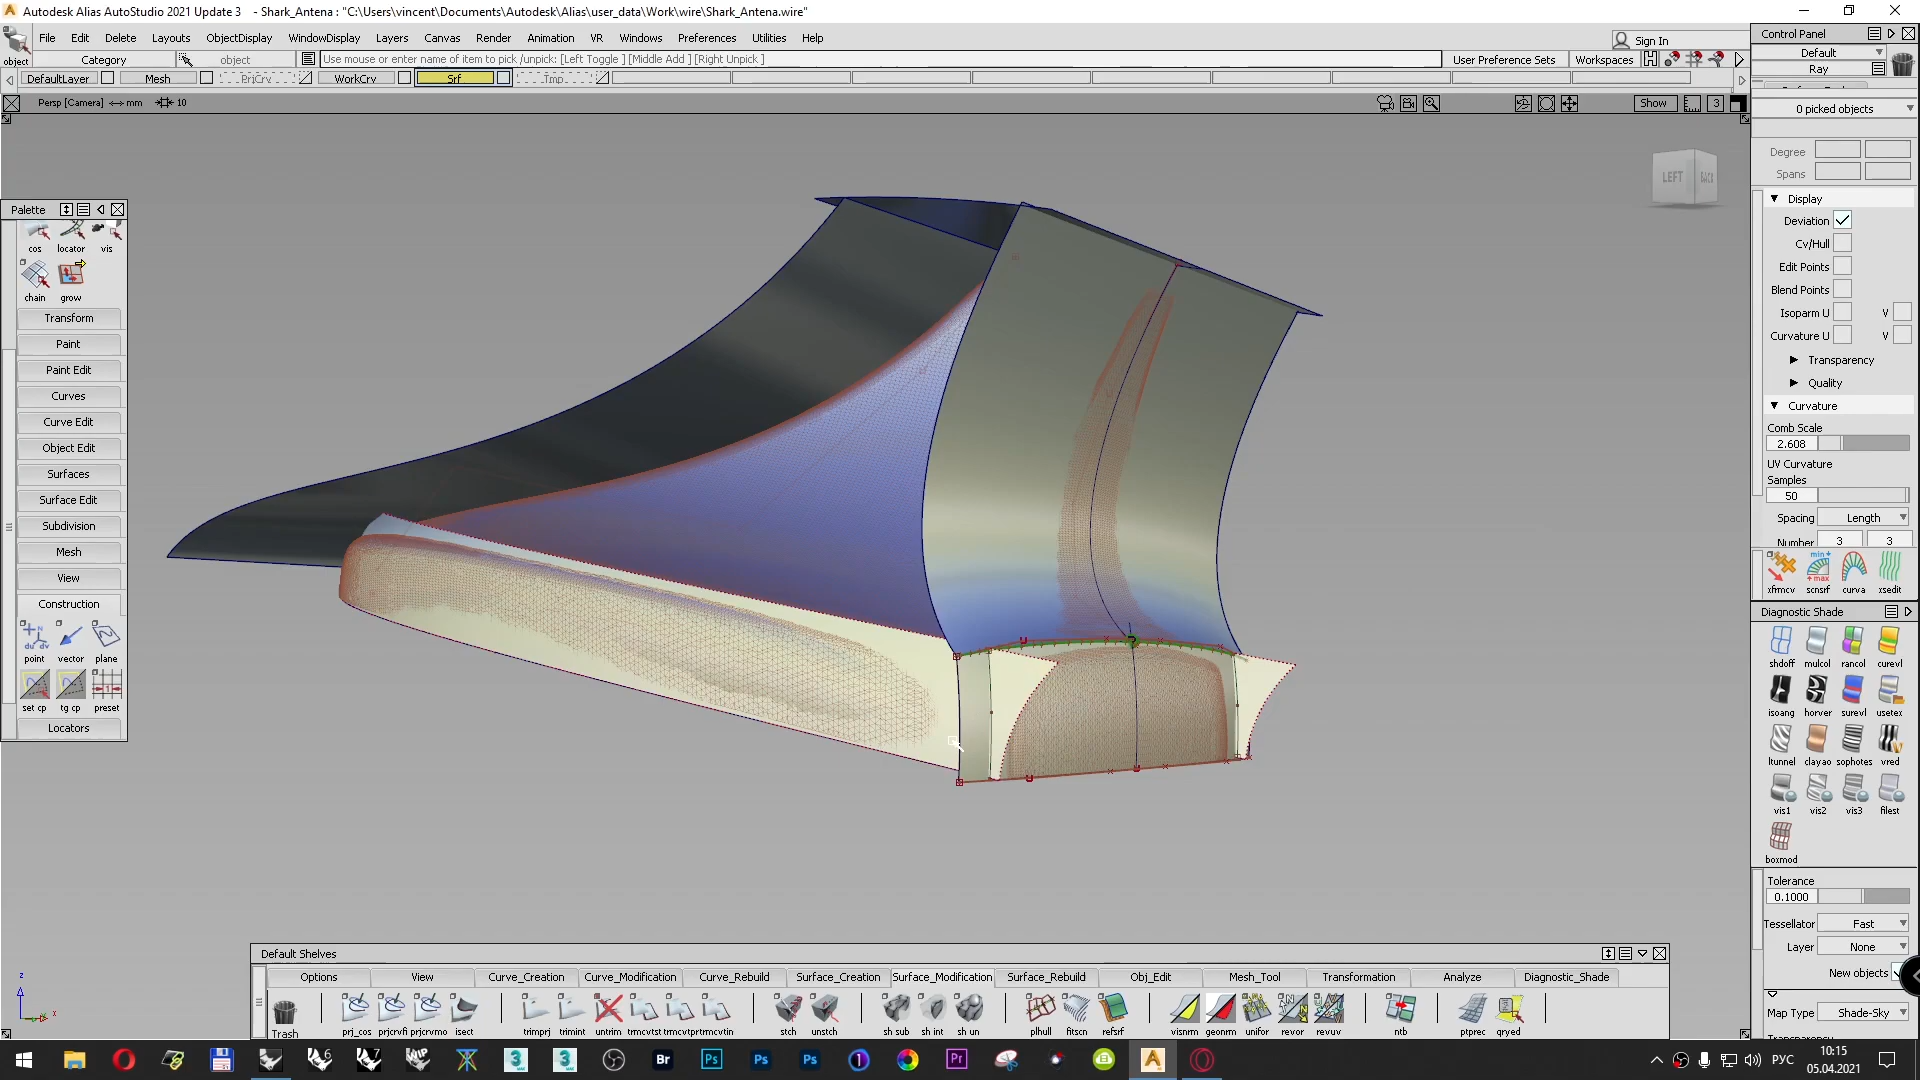 Autodesk Alias AutoStudio 2021 Update 3 - Shark_Antena : "C:\Users\vincent\Documents\Autodesk\Alias\user_data\Work\wire\Shark_Antena.wire"
File Edit Delete Layouts ObjectDisplay WindowDisplay Layers Canvas Render Animation VR Windows Preferences Utilities Help
Sign In
object Category object Use mouse or enter name of item to pick /unpick: [Left Toggle ] [Middle Add ] [Right Unpick ] User Preference Sets Workspaces
DefaultLayer Mesh PrjCrv WorkCrv Srf Tmp
Persp [Camera] <-> mm 10 Show 3
Control Panel
Default
Ray
0 picked objects
Degree
Spans
Display
Deviation
Cv/Hull
Edit Points
Blend Points
Isoparm U V
Curvature U V
Transparency
Quality
Curvature
Comb Scale
2.608
UV Curvature
Samples
50
Spacing Length
Number 3 3
xfrmcv scnsrf curva xsedit
Diagnostic Shade
shdoff mulcol rancol curevl
isoang horver surevl usetex
ltunnel clayao sophotes vred
vis1 vis2 vis3 filest
boxmod
Tolerance
0.1000
Tessellator Fast
Layer None
New objects
Map Type Shade-Sky
LEFT BACK
Palette
cos locator vis
chain grow
Transform
Paint
Paint Edit
Curves
Curve Edit
Object Edit
Surfaces
Surface Edit
Subdivision
Mesh
View
Construction
point vector plane
set cp tg cp preset
Locators
Default Shelves
Options View Curve_Creation Curve_Modification Curve_Rebuild Surface_Creation Surface_Modification Surface_Rebuild Obj_Edit Mesh_Tool Transformation Analyze Diagnostic_Shade
Trash prj_cos prjcrvfi prjcrvmo isect trimprj trimint untrim trmcvtst trmcvtpr trmcvtin stch unstch sh sub sh int sh un plhull fitscn refsrf visnrm geonrm unifor revor revuv ntb ptprec qryed
z
x
РУС 10:15
05.04.2021